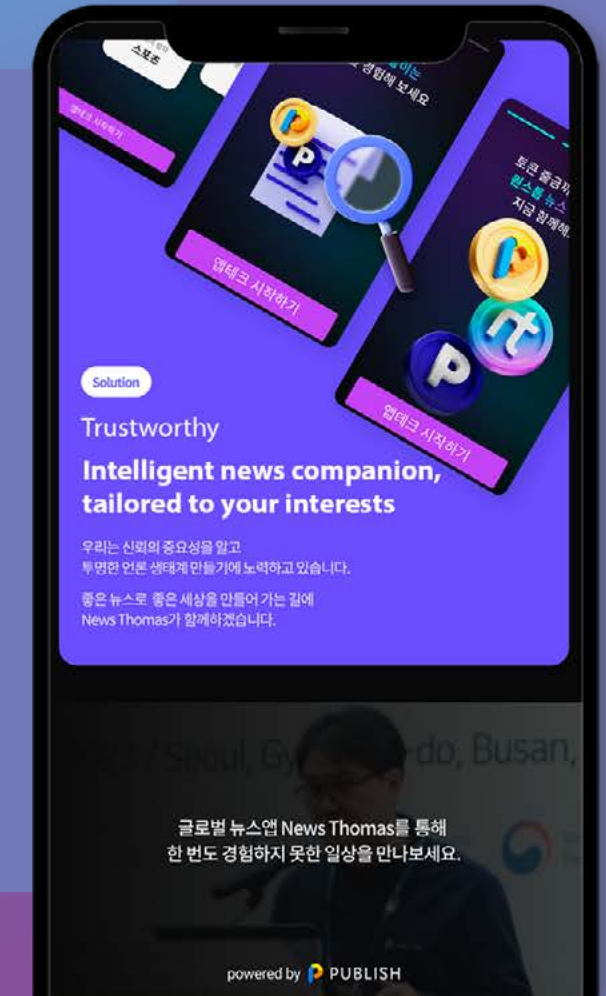 스포츠
앱테크 시작하기
경험해 보세요
앱테크 시작하기
토큰 출금까
원스톱 뉴스
지금 함께해
앱테크 시작하기
Solution
Trustworthy
Intelligent news companion,
tailored to your interests
우리는 신뢰의 중요성을 알고
투명한 언론 생태계 만들기에 노력하고 있습니다.
좋은 뉴스로 좋은 세상을 만들어 가는 길에
News Thomas가 함께하겠습니다.
Seoul, Gy -do, Busan,
글로벌 뉴스앱 News Thomas를 통해
한 번도 경험하지 못한 일상을 만나보세요.
powered by PUBLISH